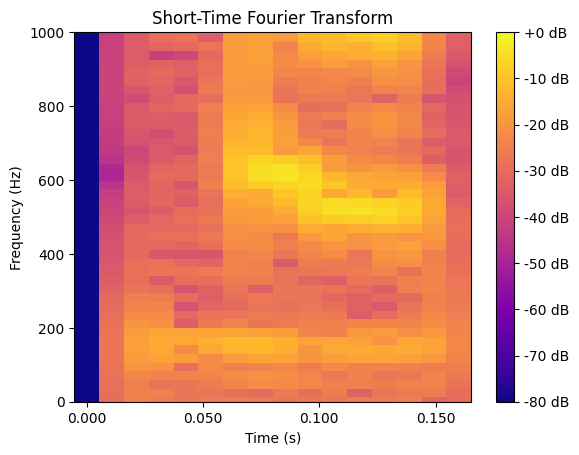 Short-Time Fourier Transform
1000
800
600
400
200
0
Frequency (Hz)
0.000
0.050
0.100
0.150
Time (s)
+0 dB
-10 dB
-20 dB
-30 dB
-40 dB
-50 dB
-60 dB
-70 dB
-80 dB